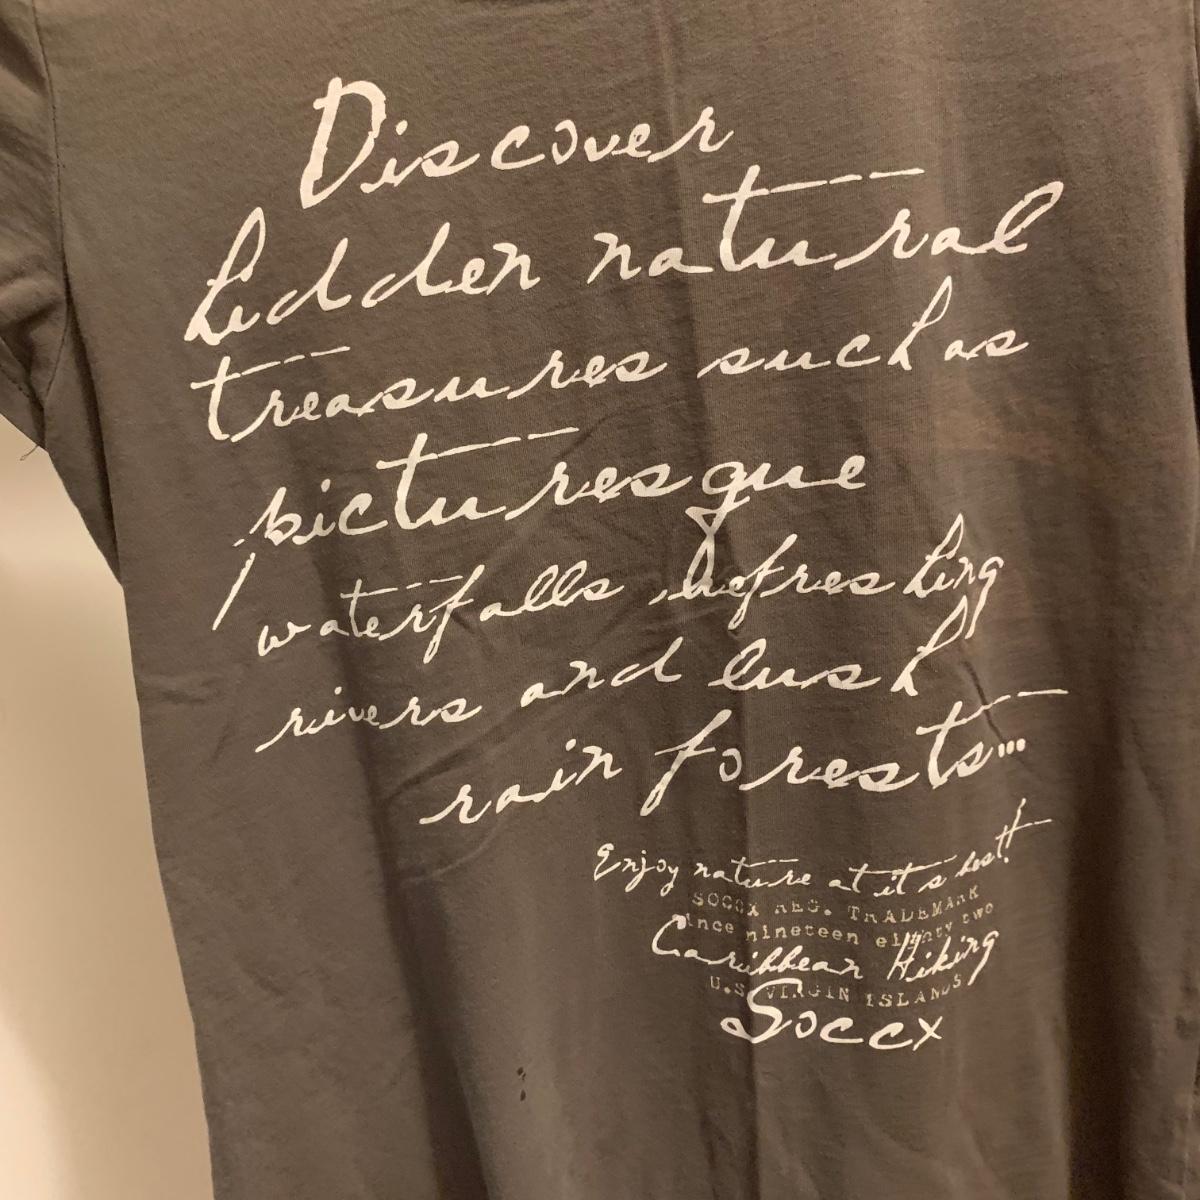 Discover
hidden natural
treasures such as
picturesque
waterfalls refreshing
rivers and lush
rain forests...
Enjoy nature at it's best!
SOCCX REG. TRADEMARK
since nineteen eighty two
Caribbean Hiking
U.S. VIRGIN ISLANDS
Soccx